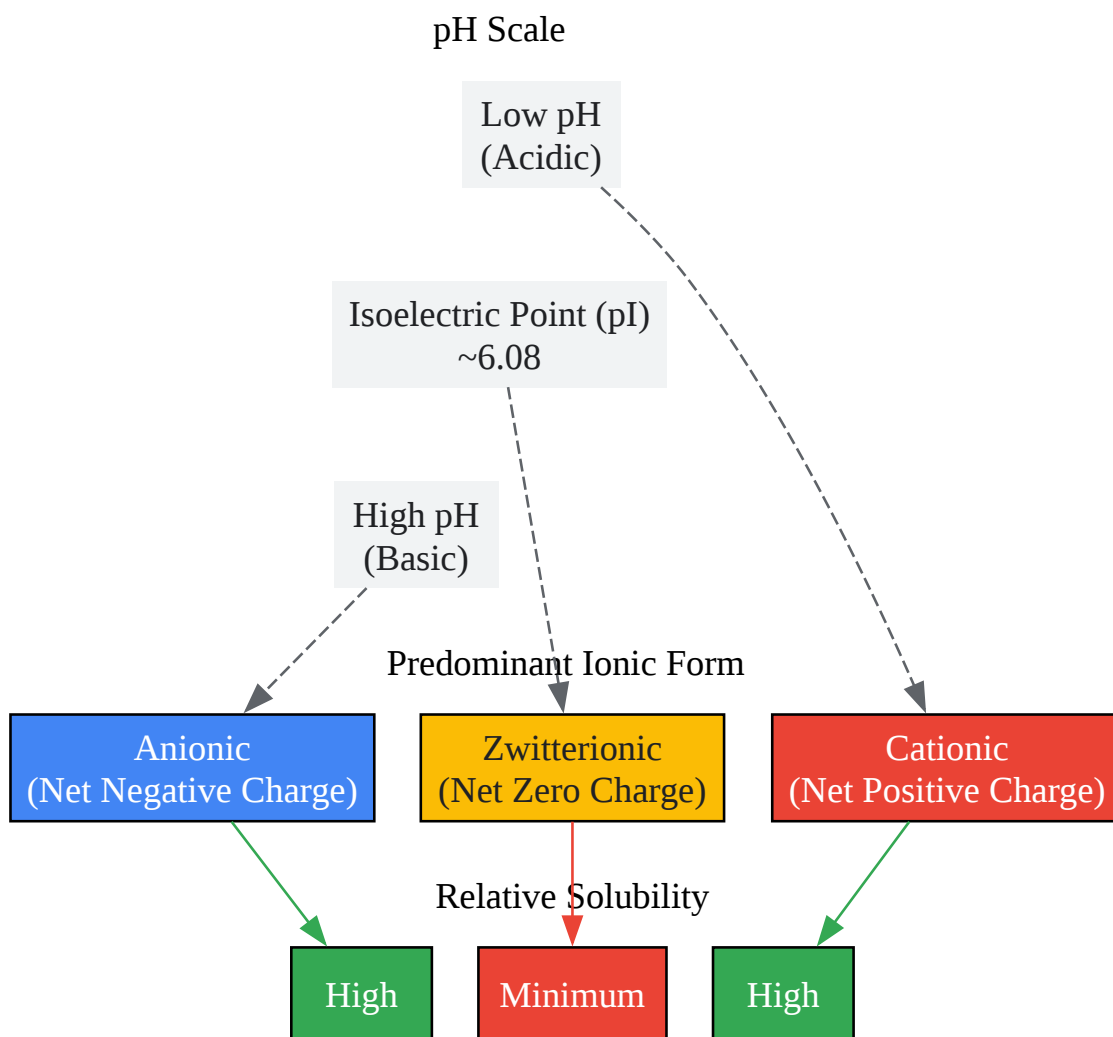 pH Scale
Low pH
(Acidic)
Isoelectric Point (pI)
~6.08
High pH
(Basic)
Predominant Ionic Form
Anionic
(Net Negative Charge)
Zwitterionic
(Net Zero Charge)
Cationic
(Net Positive Charge)
Relative Solubility
High
Minimum
High